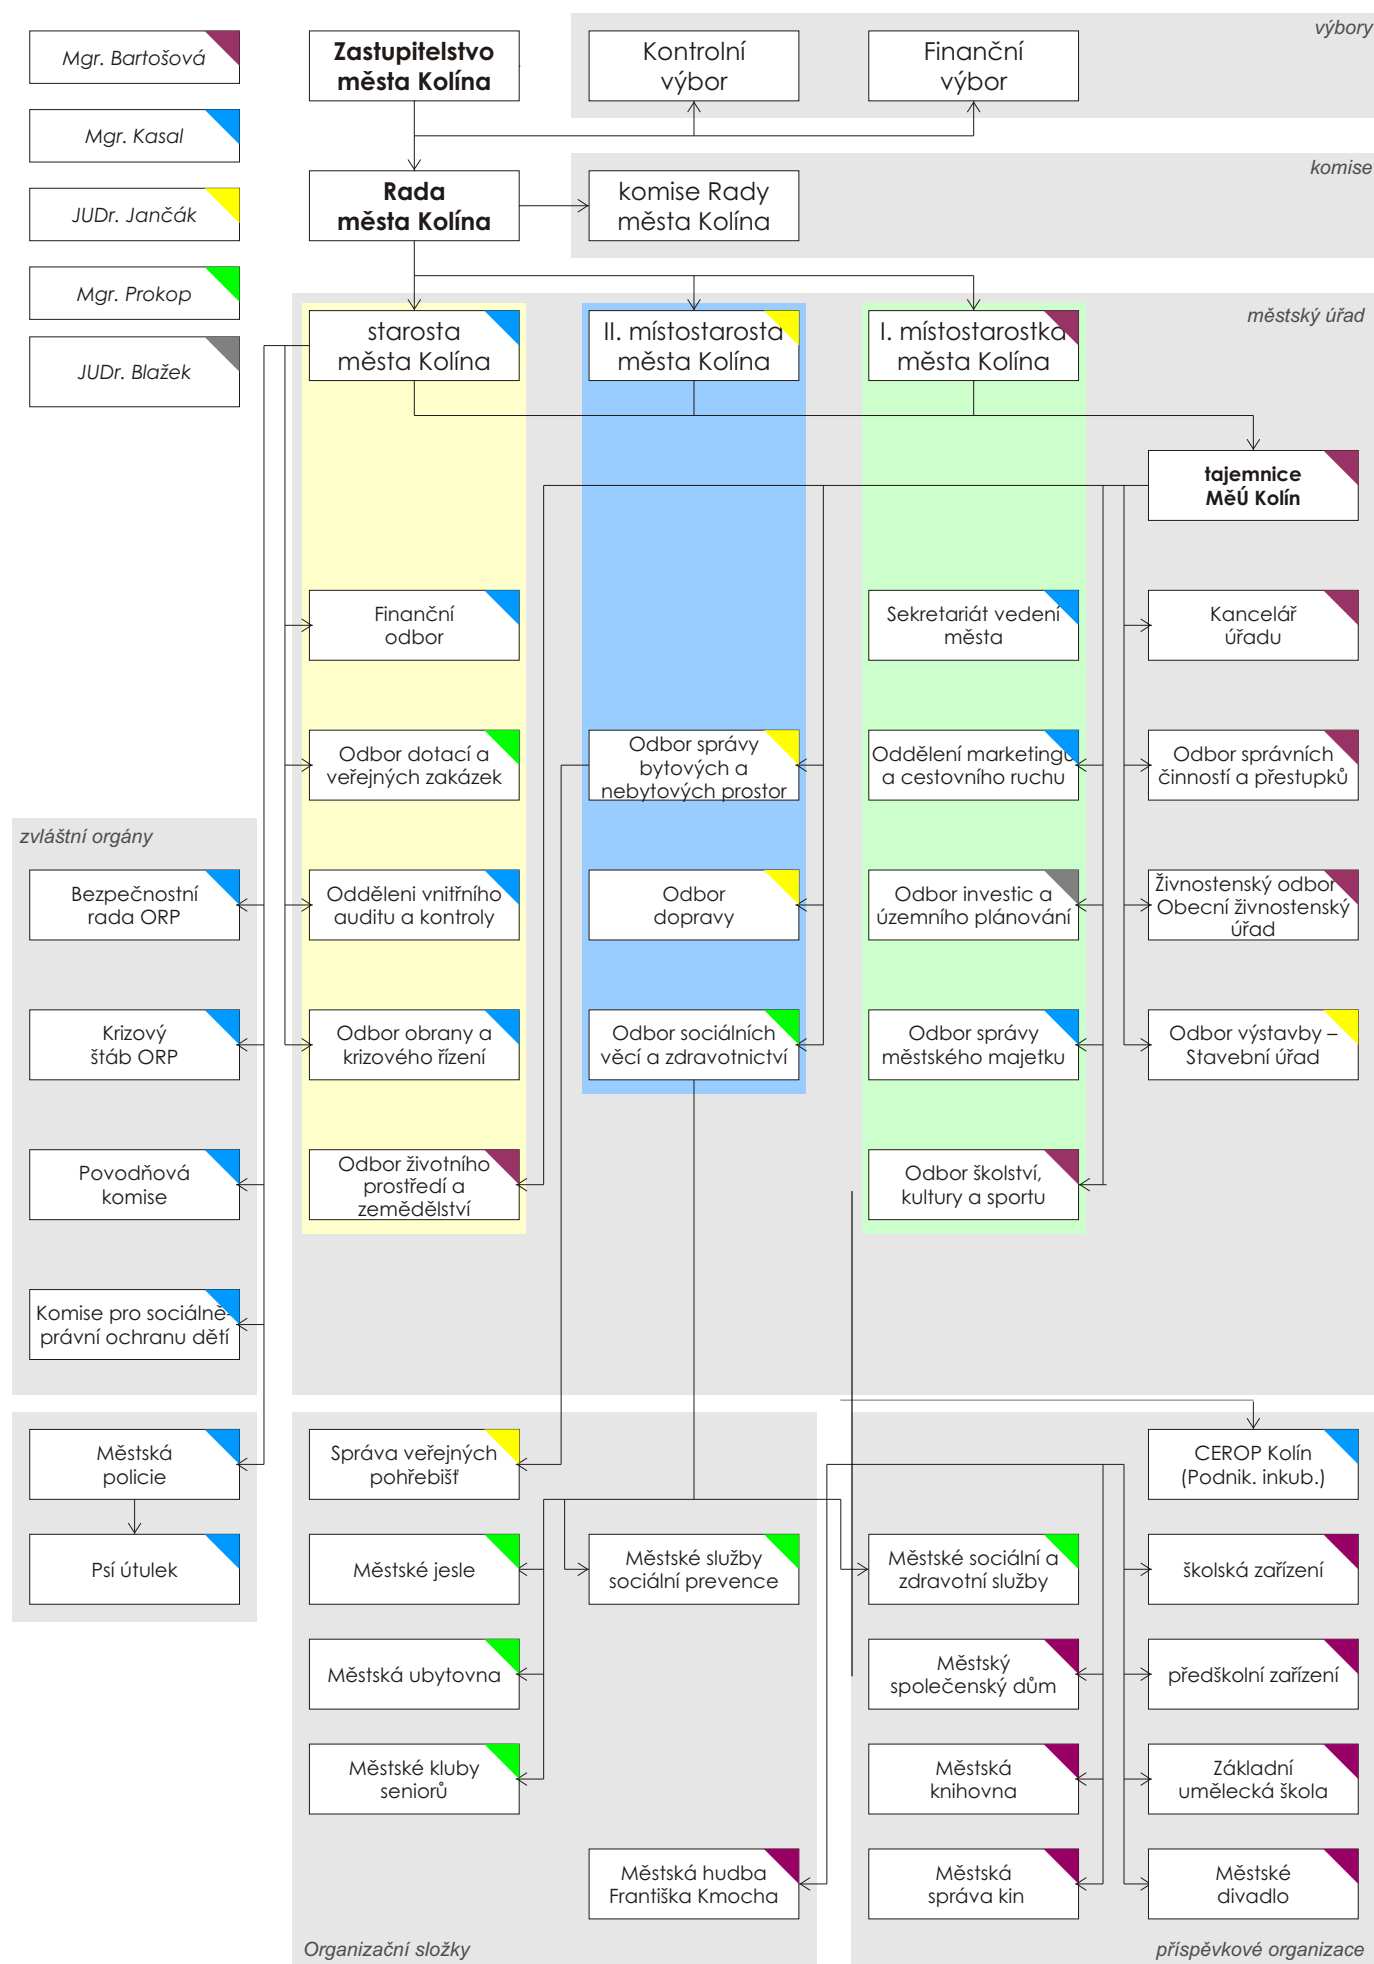 výbory
Mgr. Bartošová
Zastupitelstvo
města Kolína
Kontrolní
výbor
Finanční
výbor
Mgr. Kasal
komise
JUDr. Jančák
Rada
města Kolína
komise Rady
města Kolína
Mgr. Prokop
městský úřad
JUDr. Blažek
starosta
města Kolína
II. místostarosta
města Kolína
I. místostarostka
města Kolína
tajemnice
MěÚ Kolín
Finanční
odbor
Sekretariát vedení
města
Kancelář
úřadu
Odbor dotací a
veřejných zakázek
Odbor správy
bytových a
nebytových prostor
Oddělení marketingu
a cestovního ruchu
Odbor správních
činností a přestupků
zvláštní orgány
Bezpečnostní
rada ORP
Odděleni vnitřního
auditu a kontroly
Odbor
dopravy
Odbor investic a
územního plánování
Živnostenský odbor
Obecní živnostenský
úřad
Krizový
štáb ORP
Odbor obrany a
krizového řízení
Odbor sociálních
věcí a zdravotnictví
Odbor správy
městského majetku
Odbor výstavby –
Stavební úřad
Povodňová
komise
Odbor životního
prostředí a
zemědělství
Odbor školství,
kultury a sportu
Komise pro sociálně-
právní ochranu dětí
Městská
policie
Správa veřejných
pohřebišť
CEROP Kolín
(Podnik. inkub.)
Psí útulek
Městské jesle
Městské služby
sociální prevence
Městské sociální a
zdravotní služby
školská zařízení
Městská ubytovna
Městský
společenský dům
předškolní zařízení
Městské kluby
seniorů
Městská
knihovna
Základní
umělecká škola
Městská hudba
Františka Kmocha
Městská
správa kin
Městské
divadlo
Organizační složky
příspěvkové organizace